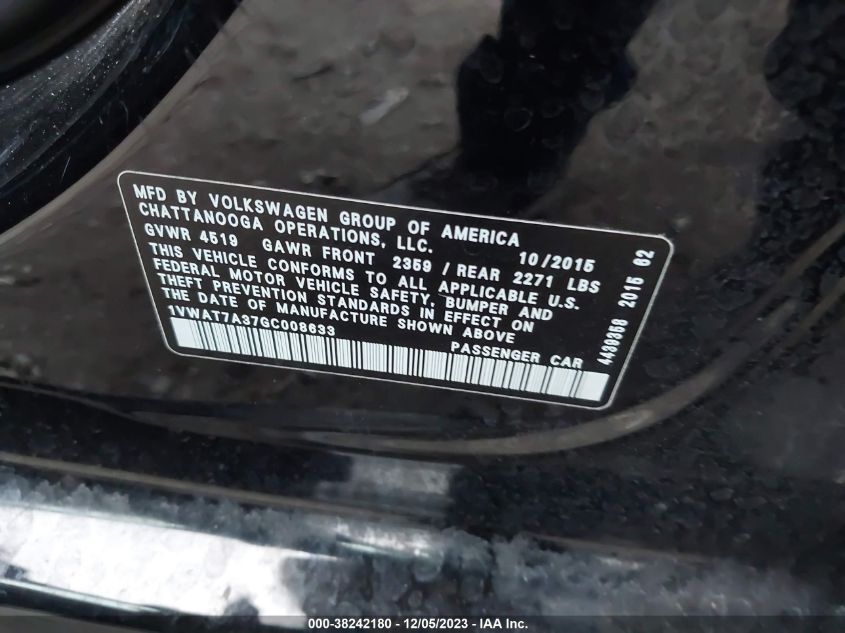 MFD BY VOLKSWAGEN GROUP OF AMERICA
CHATTANOOGA OPERATIONS, LLC. 10/2015
GVWR 4519 GAWR FRONT 2359 / REAR 2271 LBS
THIS VEHICLE CONFORMS TO ALL APPLICABLE U.S.
FEDERAL MOTOR VEHICLE SAFETY, BUMPER AND
THEFT PREVENTION STANDARDS IN EFFECT ON
THE DATE OF MANUFACTURE SHOWN ABOVE
1VWAT7A37GC008633 PASSENGER CAR
4439358 2015 02
000-38242180 - 12/05/2023 - IAA Inc.